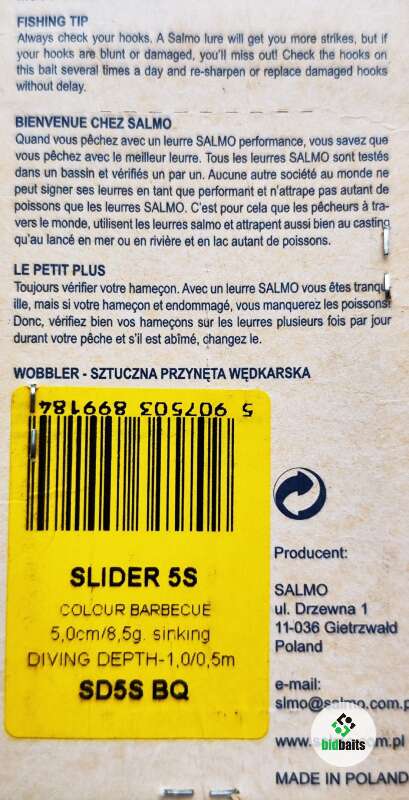 FISHING TIP
Always check your hooks. A Salmo lure will get you more strikes, but if
your hooks are blunt or damaged, you'll miss out! Check the hooks on
this bait several times a day and re-sharpen or replace damaged hooks
without delay.
BIENVENUE CHEZ SALMO
Quand vous pêchez avec un leurre SALMO performance, vous savez que
vous pêchez avec le meilleur leurre. Tous les leurres SALMO sont testés
dans un bassin et vérifiés un par un. Aucune autre société au monde ne
peut signer ses leurres en tant que performant et n'attrape pas autant de
poissons que les leurres SALMO. C'est pour cela que les pêcheurs à tra-
vers le monde, utilisent les leurres salmo et attrapent aussi bien au casting
qu'au lancé en mer ou en rivière et en lac autant de poissons.
LE PETIT PLUS
Toujours vérifier votre hameçon. Avec un leurre SALMO vous êtes tranqu
ille, mais si votre hameçon et endommagé, vous manquerez les poissons!
Donc, vérifiez bien vos hameçons sur les leurres plusieurs fois par jour
durant votre pêche et s'il est abîmé, changez le.
WOBBLER - SZTUCZNA PRZYNĘTA WĘDKARSKA
5 907503 899184
SLIDER 5S
COLOUR BARBECUE
5,0cm/8,5g. sinking
DIVING DEPTH-1,0/0,5m
SD5S BQ
Producent:
SALMO
ul. Drzewna 1
11-036 Gietrzwałd
Poland
e-mail:
slmo@salmo.com.p
www.salmo.com.pl
bidbaits
MADE IN POLAND